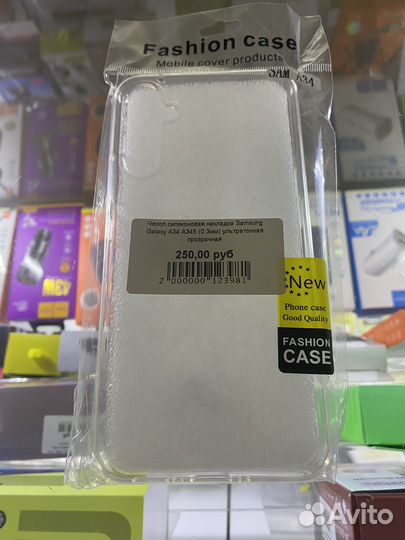 Fashion Case
Mobile cover products
SAM A34
Чехол силиконовая накладка Samsung
Galaxy A34 A346 (0.3мм) ультратонкая
прозрачная
250,00 руб
2 000000 123981
New
Phone case
Good Quality
FASHION
CASE
Avito